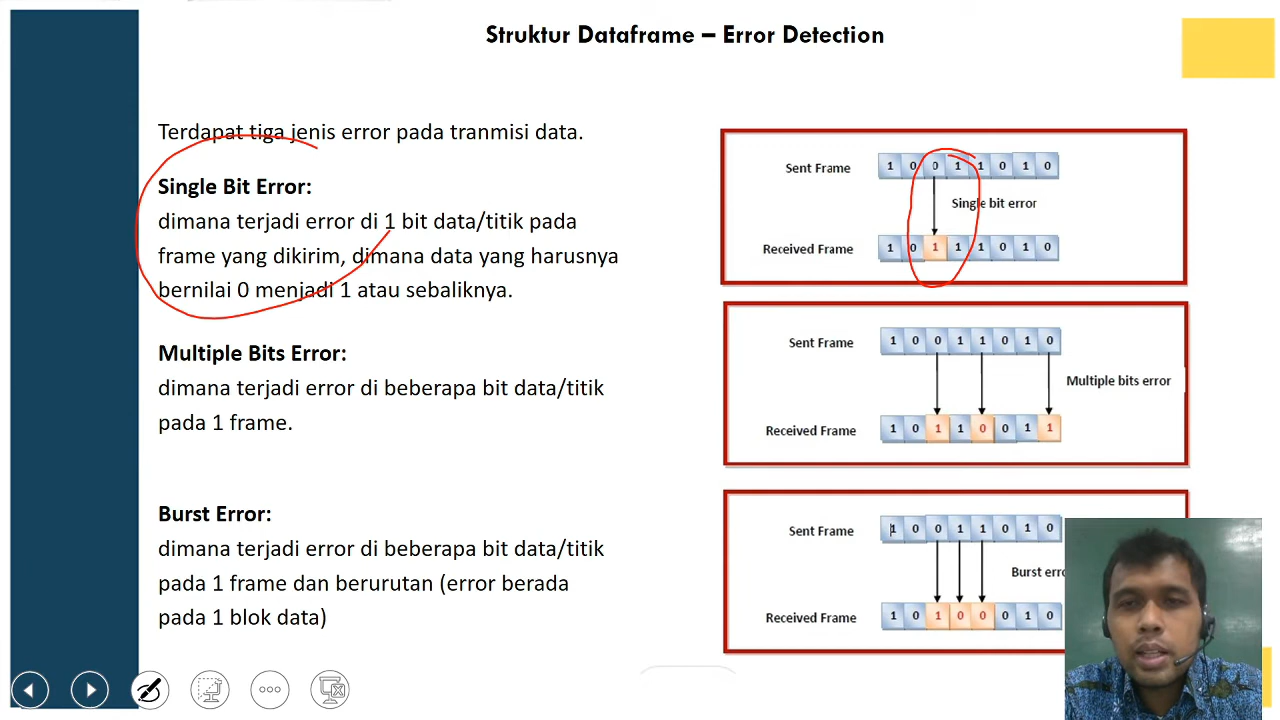 Struktur Dataframe – Error Detection
Terdapat tiga jenis error pada tranmisi data.
Single Bit Error:
dimana terjadi error di 1 bit data/titik pada
frame yang dikirim, dimana data yang harusnya
bernilai 0 menjadi 1 atau sebaliknya.
Multiple Bits Error:
dimana terjadi error di beberapa bit data/titik
pada 1 frame.
Burst Error:
dimana terjadi error di beberapa bit data/titik
pada 1 frame dan berurutan (error berada
pada 1 blok data)
Sent Frame 1 0 0 1 1 0 1 0
Single bit error
Received Frame 1 0 1 1 1 0 1 0
Sent Frame 1 0 0 1 1 0 1 0
Multiple bits error
Received Frame 1 0 1 1 0 0 1 1
Sent Frame 1 0 0 1 1 0 1 0
Burst
Received Frame 1 0 1 0 0 0 1 0